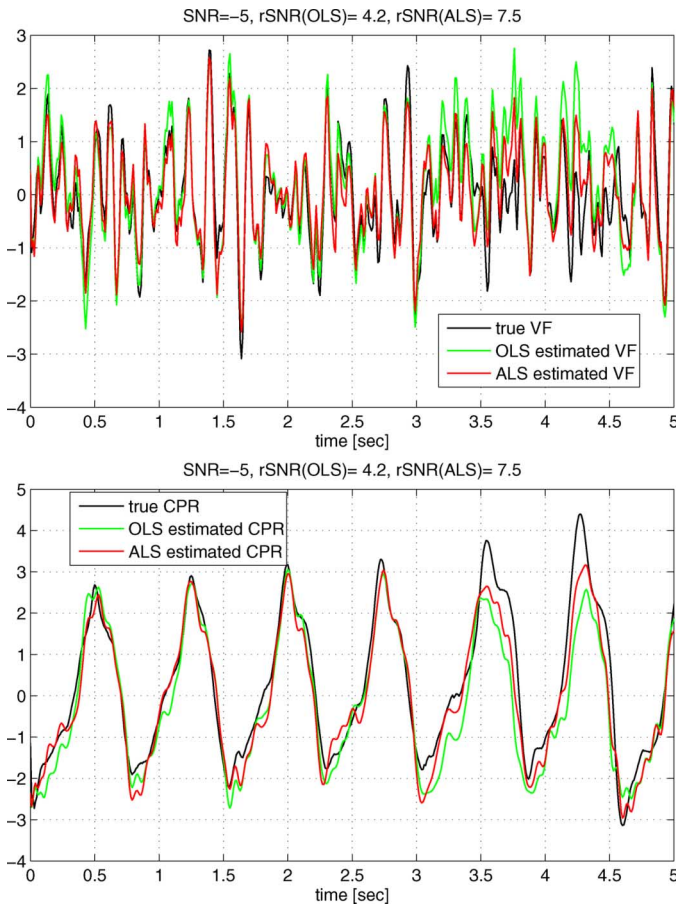 SNR=−5, rSNR(OLS)= 4.2, rSNR(ALS)= 7.5
3
2
1
0
−1
−2
−3
−4
true VF
OLS estimated VF
ALS estimated VF
0 0.5 1 1.5 2 2.5 3 3.5 4 4.5 5
time [sec]
SNR=−5, rSNR(OLS)= 4.2, rSNR(ALS)= 7.5
5
4
3
2
1
0
−1
−2
−3
−4
true CPR
OLS estimated CPR
ALS estimated CPR
0 0.5 1 1.5 2 2.5 3 3.5 4 4.5 5
time [sec]